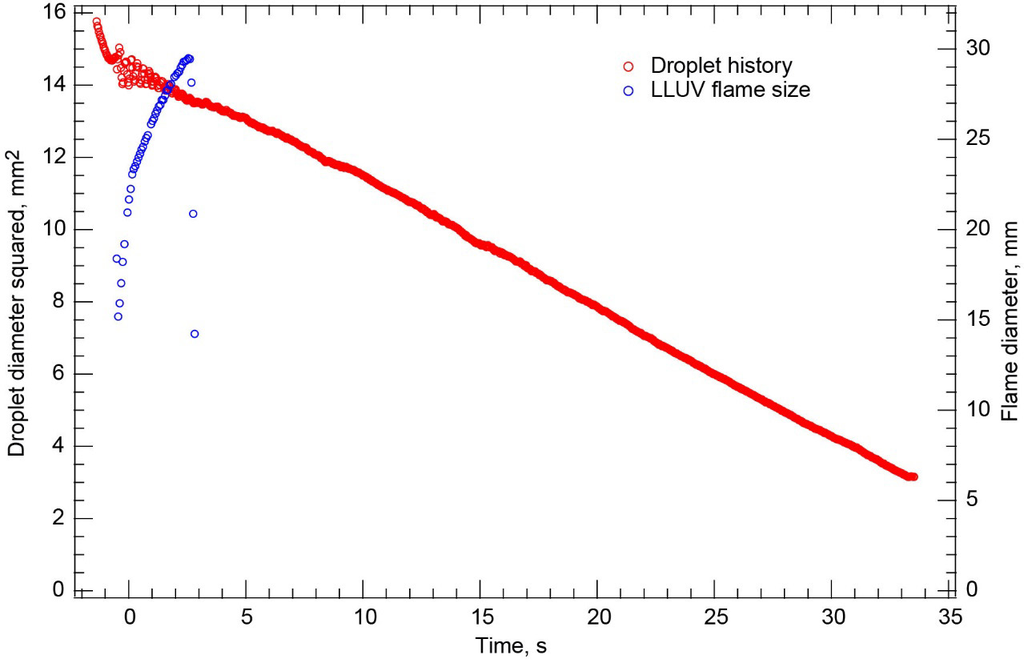 16
14
12
10
8
6
4
2
0
Droplet diameter squared, mm2
Droplet history
LLUV flame size
30
25
20
15
10
5
0
Flame diameter, mm
0 5 10 15 20 25 30 35
Time, s